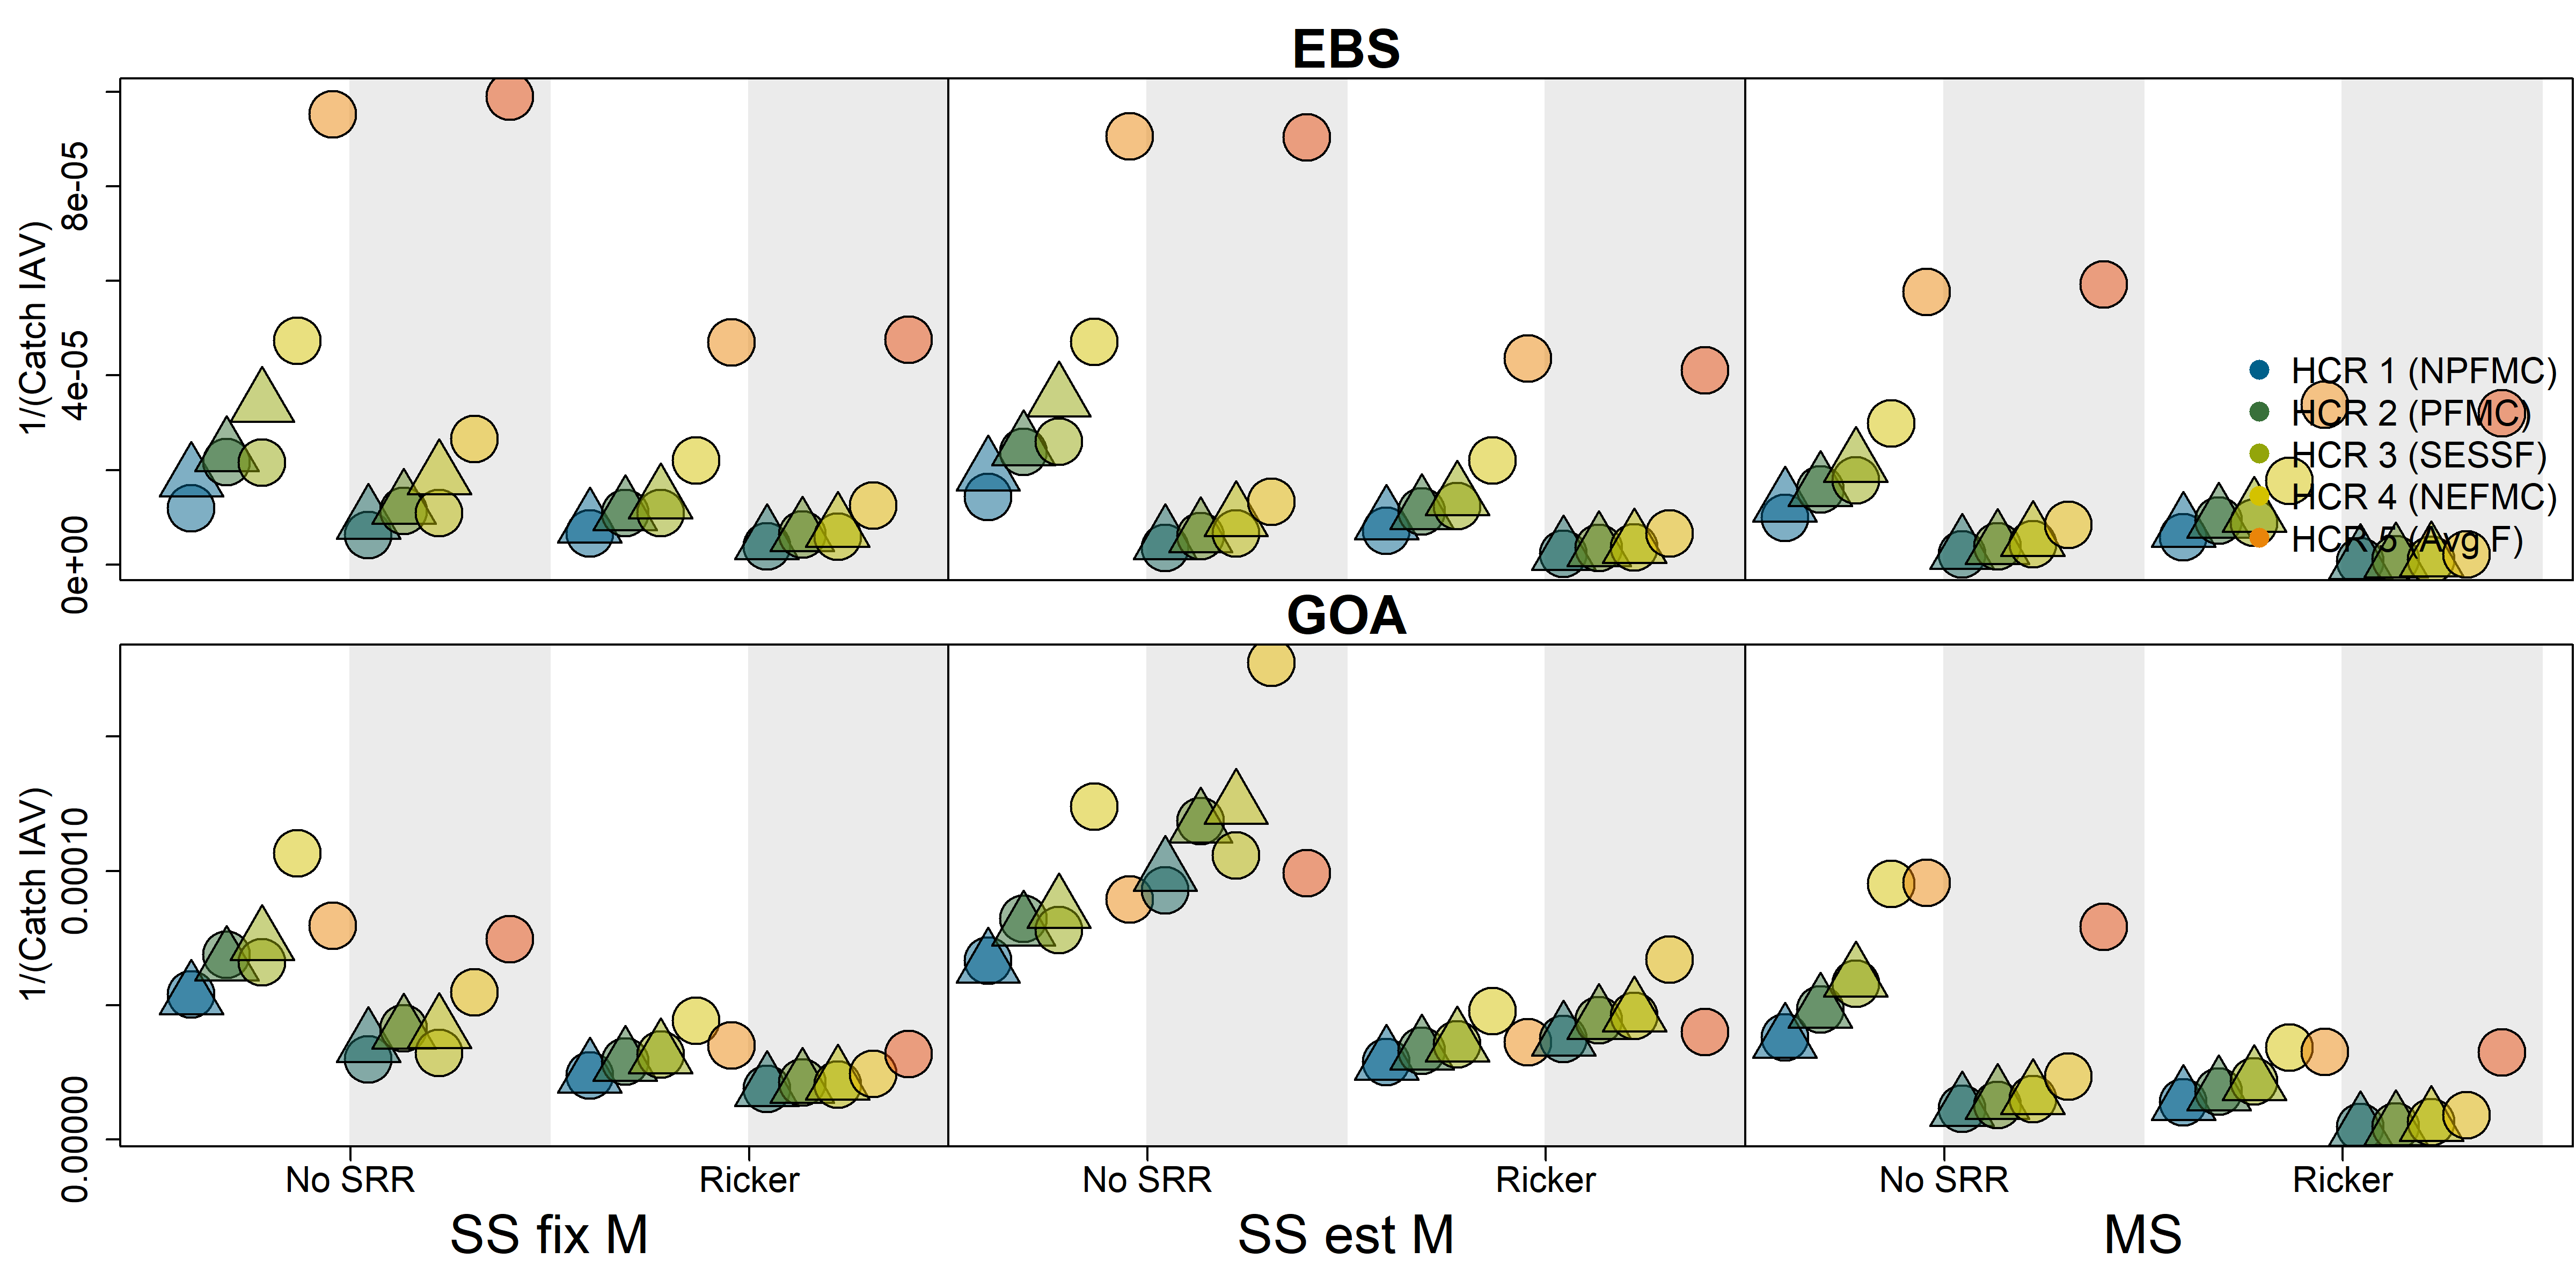 EBS
1/(Catch IAV)
8e-05
4e-05
0e+00
HCR 1 (NPFMC)
HCR 2 (PFMC)
HCR 3 (SESSF)
HCR 4 (NEFMC)
HCR 5 (Avg F)
GOA
1/(Catch IAV)
0.00010
0.00000
No SRR Ricker No SRR Ricker No SRR Ricker
SS fix M SS est M MS